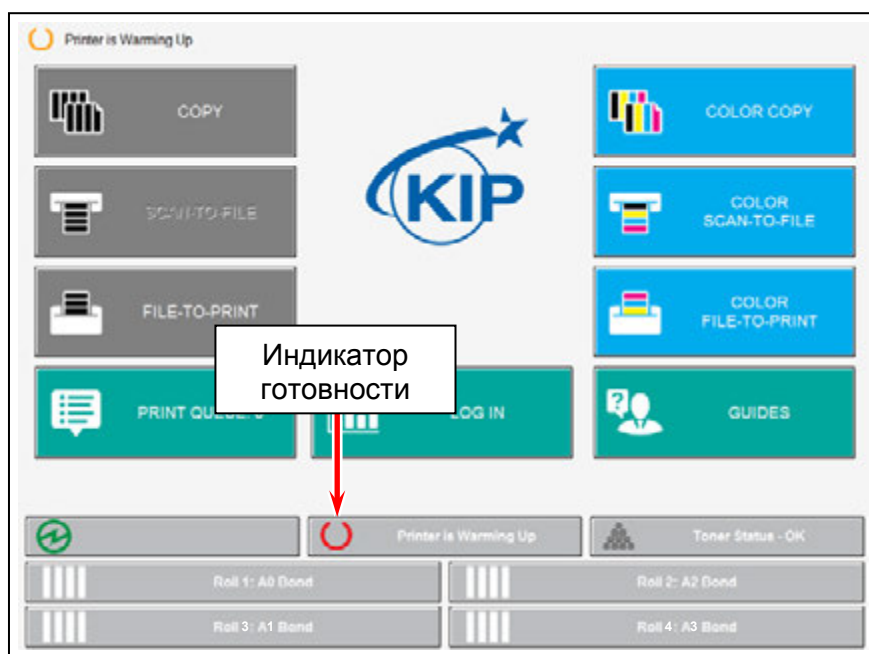 Printer is Warming Up
COPY
COLOR COPY
KIP
SCAN-TO-FILE
COLOR
SCAN-TO-FILE
FILE-TO-PRINT
COLOR
FILE-TO-PRINT
Индикатор
готовности
PRINT
LOG IN
GUIDES
Printer is Warming Up
Toner Status - OK
Roll 1: A0 Bond
Roll 2: A2 Bond
Roll 3: A1 Bond
Roll 4: A3 Bond